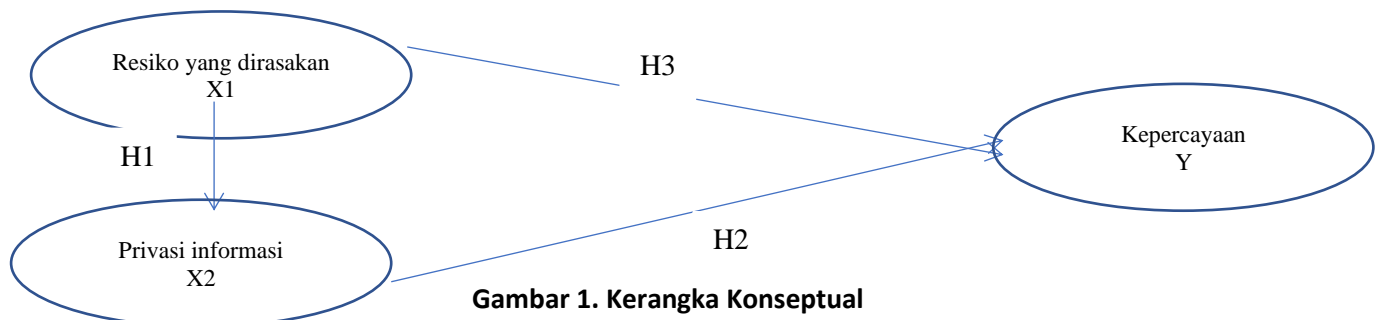 Resiko yang dirasakan
X1
H3
Kepercayaan
Y
H1
Privasi informasi
X2
H2
Gambar 1. Kerangka Konseptual